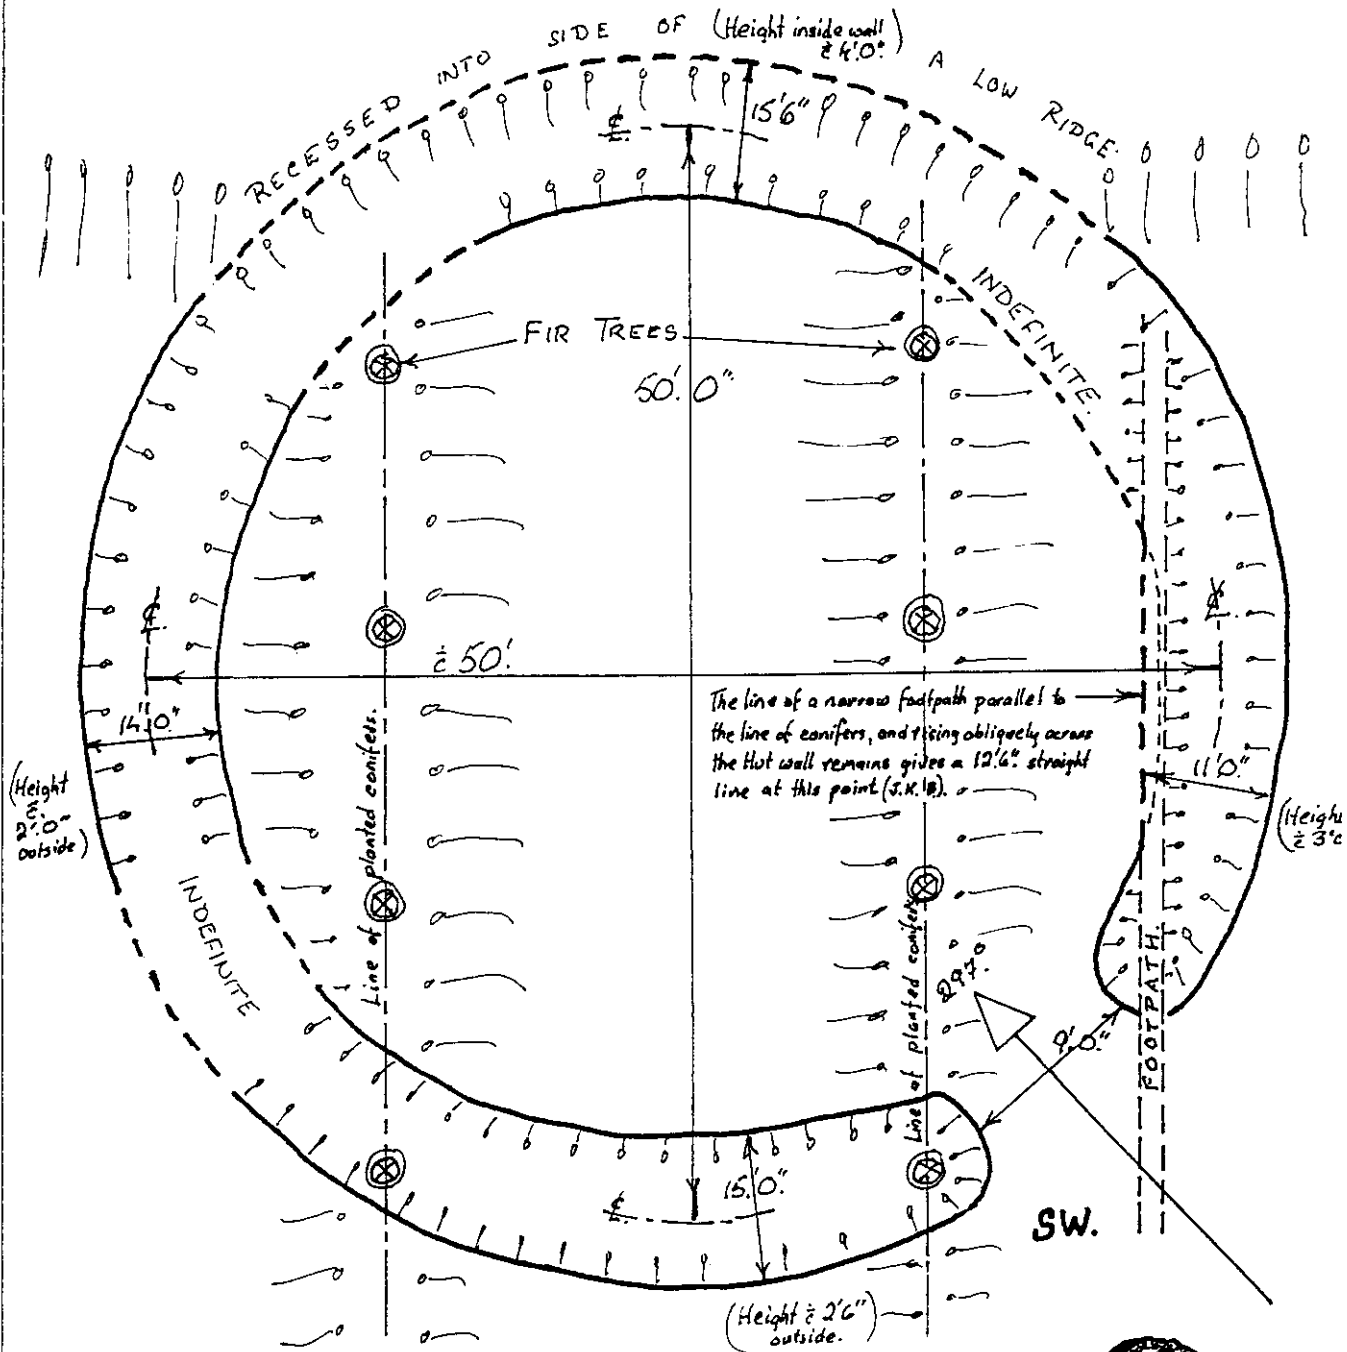 RECESSED INTO SIDE OF A LOW RIDGE.
(Height inside wall
c̄ 4'.0".)
15'6"
℄
FIR TREES
50'.0"
INDEFINITE.
℄
℄
c̄ 50'.
The line of a narrow footpath parallel to
the line of conifers, and rising obliquely across
the Hut wall remains gives a 12'.6". straight
line at this point (J.K.B).
14'.0"
11'0."
(Height
c̄.
2'.0"
outside)
(Heigh
c̄ 3'
INDEFINITE
Line of planted conifers.
Line of planted conifers
297°
9'.0."
FOOTPATH.
℄
15.'0."
SW.
(Height c̄ 2'6"
outside.)